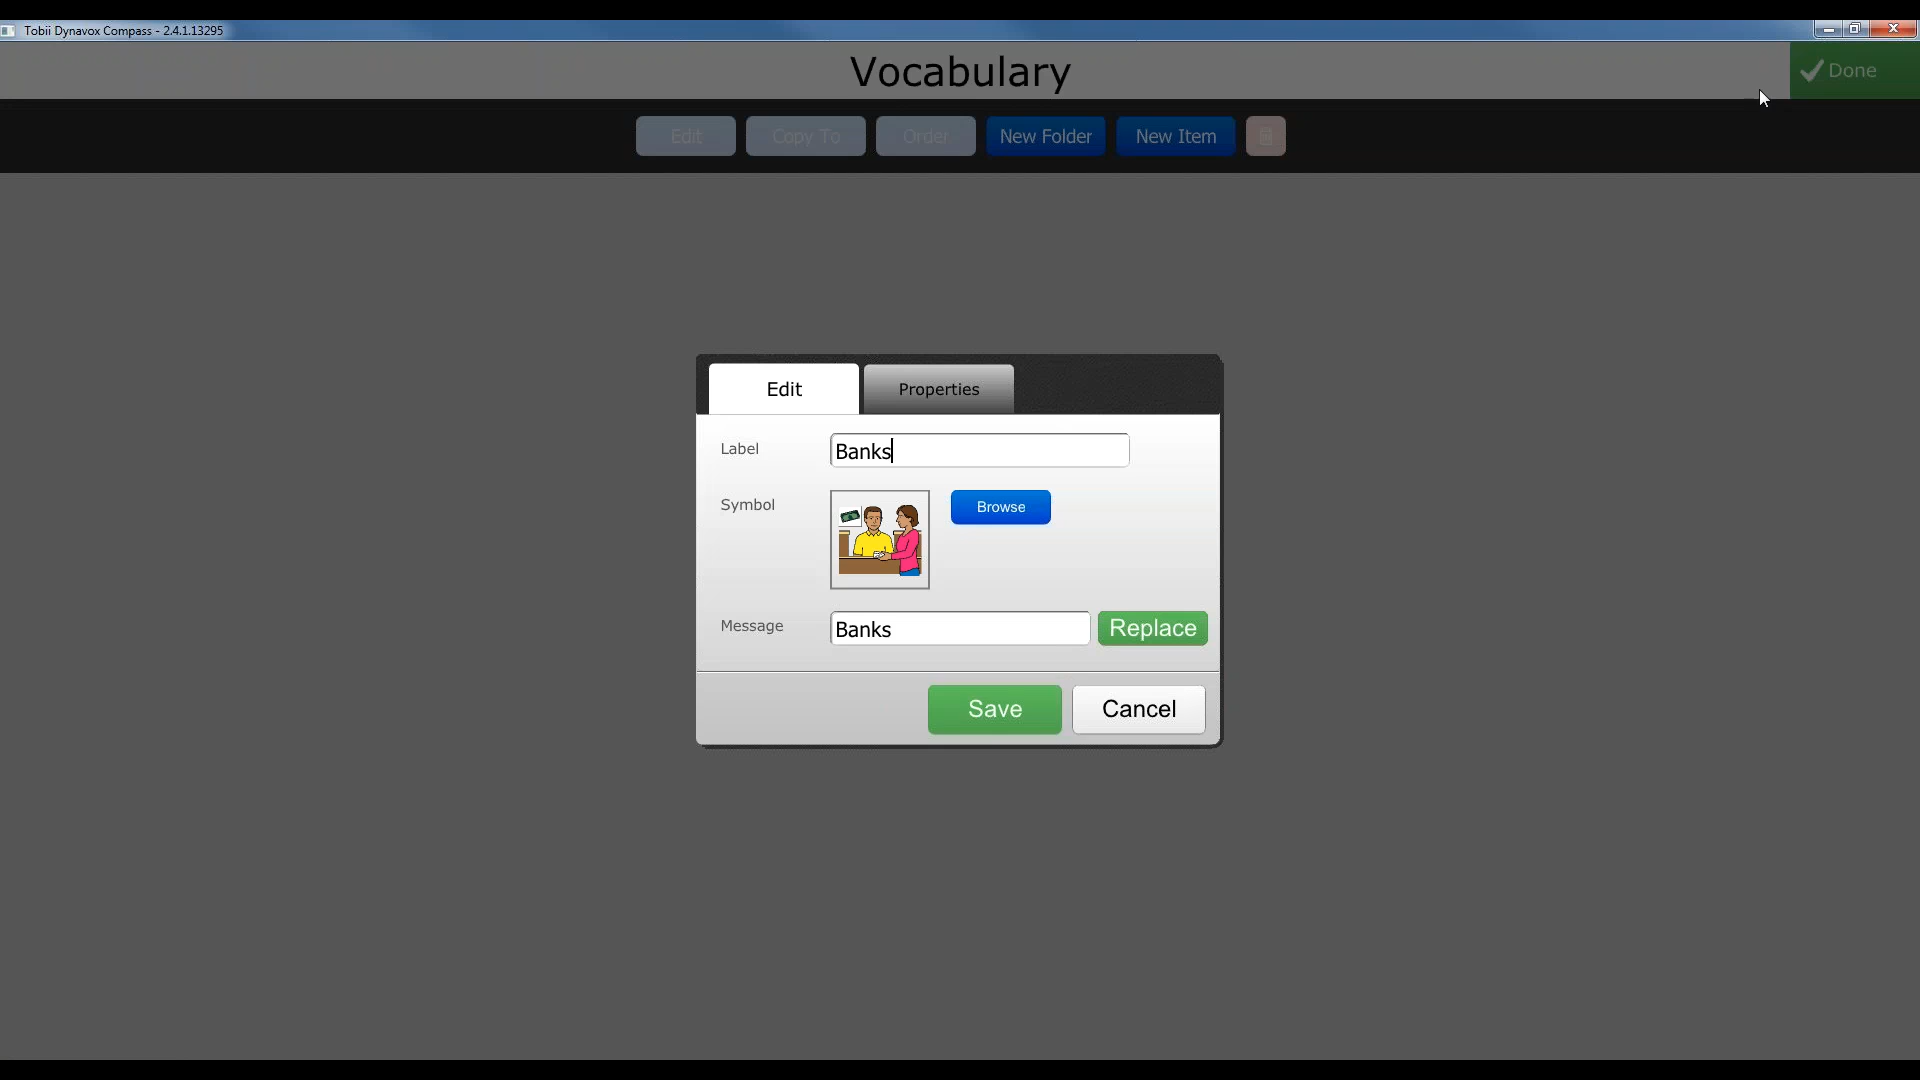 Tobii Dynavox Compass - 2.4.1.13295
Vocabulary
Done
Edit
Copy To
Order
New Folder
New Item
Edit
Properties
Label
Banks
Symbol
Browse
Message
Banks
Replace
Save
Cancel